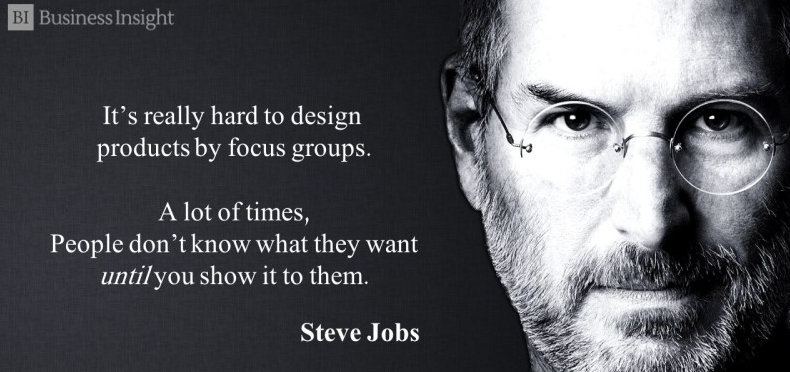 BI Business Insight
It's really hard to design
products by focus groups.
A lot of times,
People don't know what they want
until you show it to them.
Steve Jobs